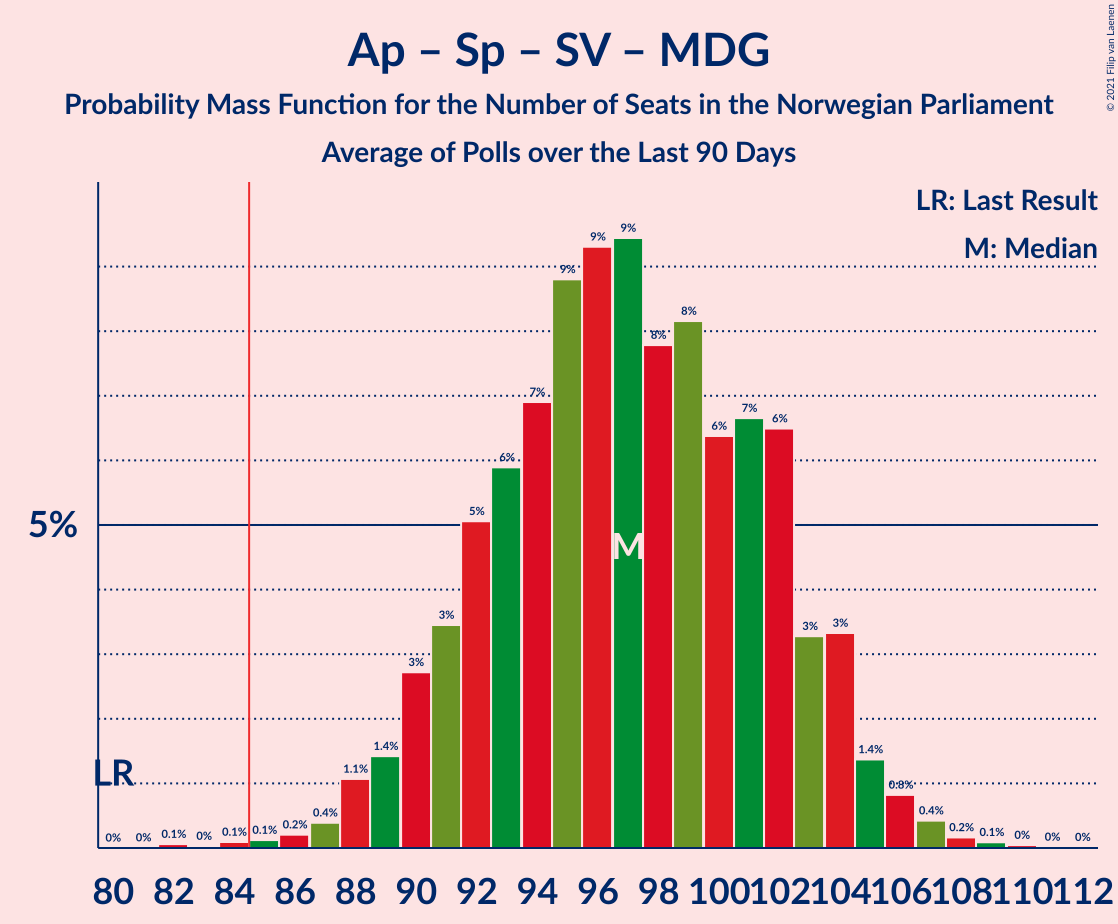 Ap – Sp – SV – MDG
Probability Mass Function for the Number of Seats in the Norwegian Parliament
Average of Polls over the Last 90 Days
© 2021 Filip van Laenen
LR: Last Result
M: Median
5%
LR
M
0% 0% 0.1% 0% 0.1% 0.1% 0.2% 0.4% 1.1% 1.4% 3% 3% 5% 6% 7% 9% 9% 9% 8% 8% 6% 7% 6% 3% 3% 1.4% 0.8% 0.4% 0.2% 0.1% 0% 0% 0%
80 82 84 86 88 90 92 94 96 98 100 102 104 106 108 110 112